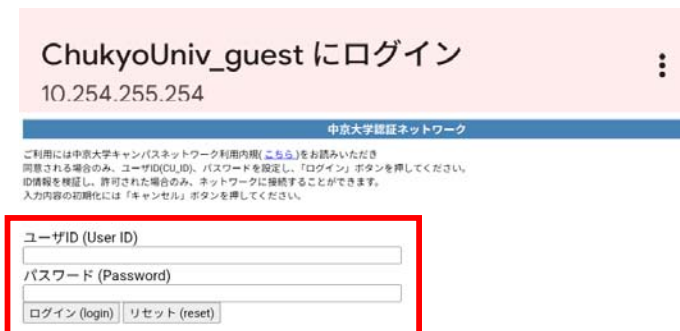 ChukyoUniv_guest にログイン
10.254.255.254
中京大学認証ネットワーク
ご利用には中京大学キャンパスネットワーク利用内規(こちら)をお読みいただき
同意される場合のみ、ユーザID(CU_ID)、パスワードを設定し、「ログイン」ボタンを押してください。
ID情報を検証し、許可された場合のみ、ネットワークに接続することができます。
入力内容の初期化には「キャンセル」ボタンを押してください。
ユーザID (User ID)
パスワード (Password)
ログイン (login) リセット (reset)